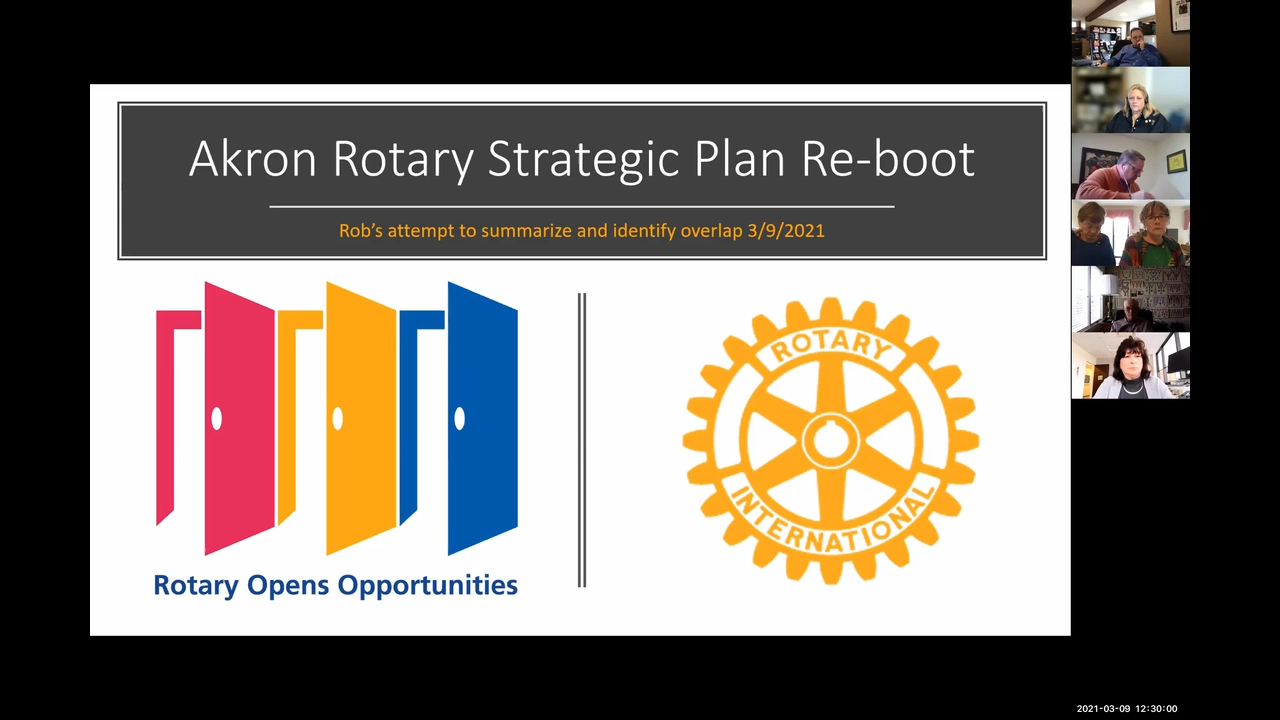 Akron Rotary Strategic Plan Re-boot
Rob's attempt to summarize and identify overlap 3/9/2021
Rotary Opens Opportunities
ROTARY
INTERNATIONAL
2021-03-09 12:30:00